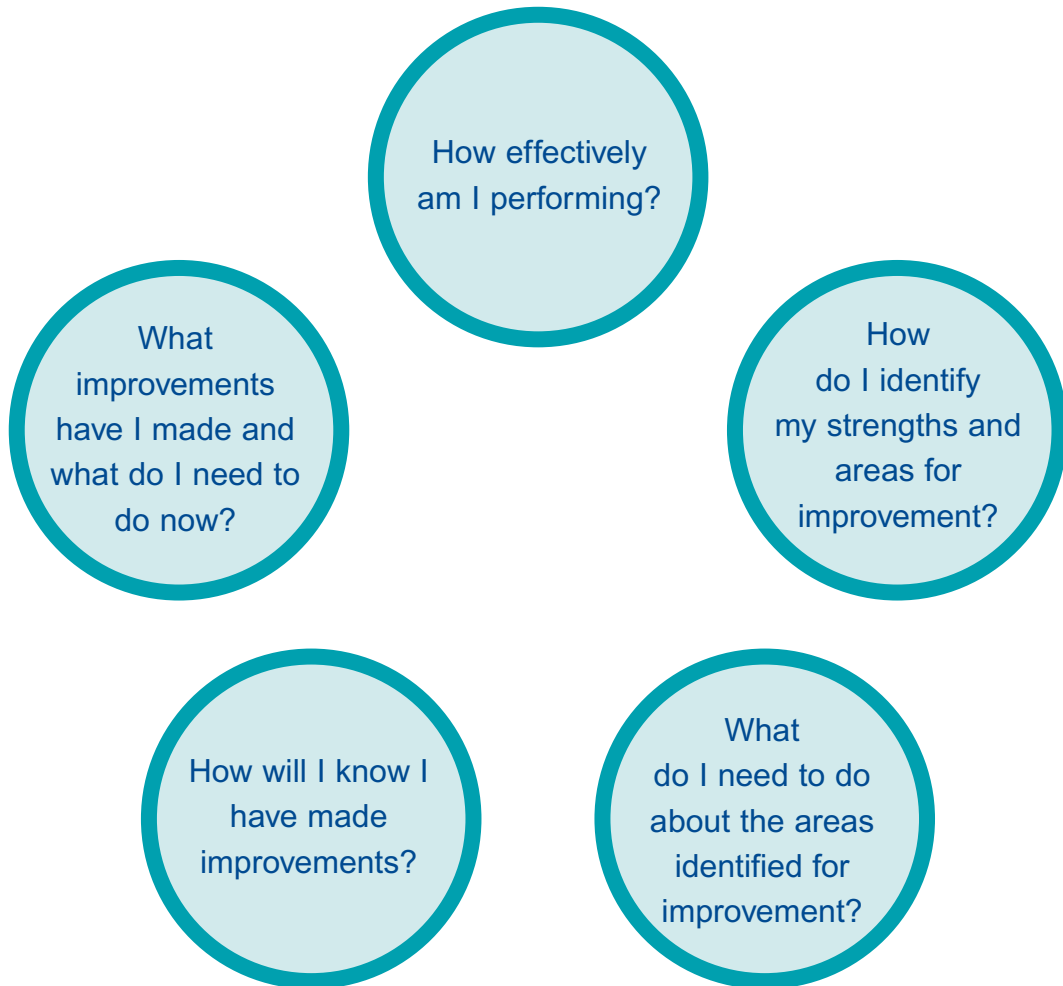 How effectively
am I performing?
How
do I identify
my strengths and
areas for
improvement?
What
do I need to do
about the areas
identified for
improvement?
How will I know I
have made
improvements?
What
improvements
have I made and
what do I need to
do now?